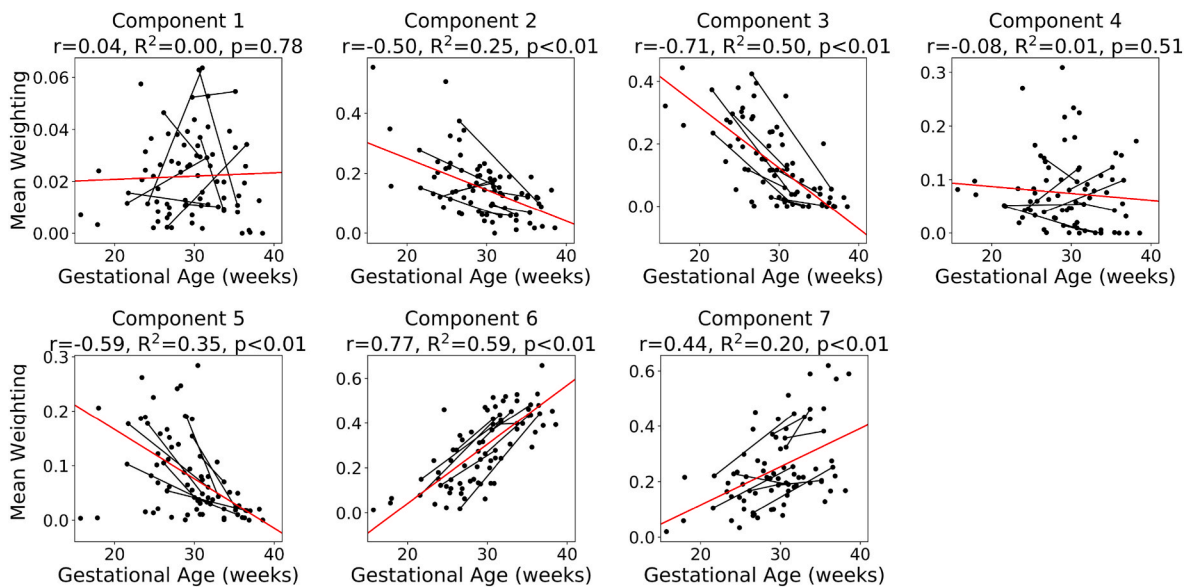 Component 1
r=0.04, R²=0.00, p=0.78
Component 2
r=-0.50, R²=0.25, p<0.01
Component 3
r=-0.71, R²=0.50, p<0.01
Component 4
r=-0.08, R²=0.01, p=0.51
Mean Weighting
0.06
0.04
0.02
0.00
20 30 40
Gestational Age (weeks)
0.4
0.2
0.0
20 30 40
Gestational Age (weeks)
0.4
0.2
0.0
20 30 40
Gestational Age (weeks)
0.3
0.2
0.1
0.0
20 30 40
Gestational Age (weeks)
Component 5
r=-0.59, R²=0.35, p<0.01
Component 6
r=0.77, R²=0.59, p<0.01
Component 7
r=0.44, R²=0.20, p<0.01
Mean Weighting
0.3
0.2
0.1
0.0
20 30 40
Gestational Age (weeks)
0.6
0.4
0.2
0.0
20 30 40
Gestational Age (weeks)
0.6
0.4
0.2
0.0
20 30 40
Gestational Age (weeks)